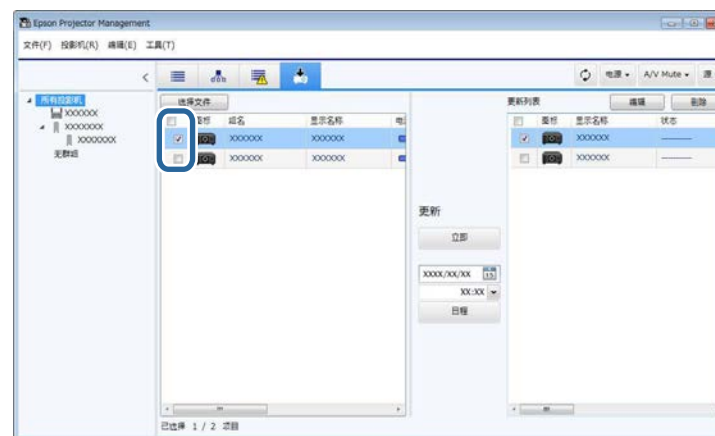 Epson Projector Management
文件(F) 投影机(R) 编辑(E) 工具(T)
电源 A/V Mute 源
所有投影机
XXXXXX
XXXXXXX
XXXXXXX
无群组
选择文件
图标 组名 显示名称 电源
XXXXXX XXXXXX
XXXXXX XXXXXX
更新
立即
XXXX/XX/XX 15
XX:XX
日程
更新列表 编辑 删除
图标 显示名称 状态
XXXXXX ———
XXXXXX ———
已选择 1 / 2 项目